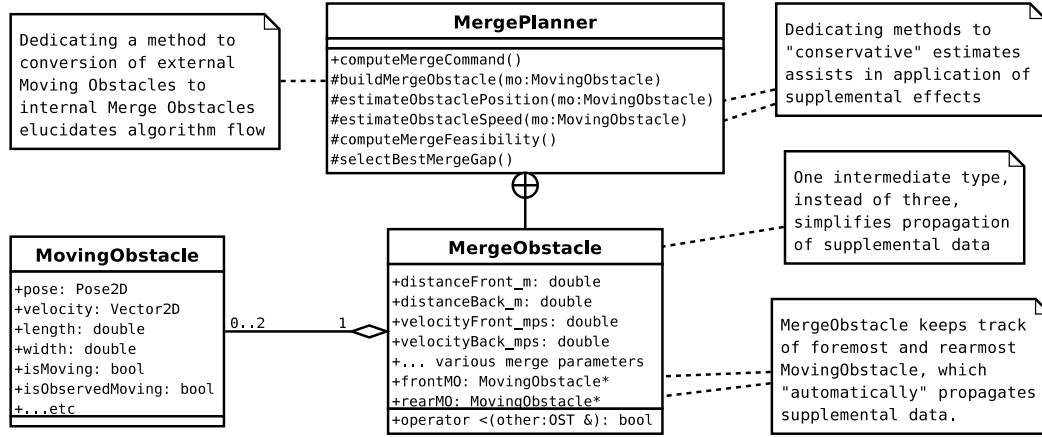 Dedicating a method to
conversion of external
Moving Obstacles to
internal Merge Obstacles
elucidates algorithm flow
MergePlanner
+computeMergeCommand()
#buildMergeObstacle(mo:MovingObstacle)
#estimateObstaclePosition(mo:MovingObstacle)
#estimateObstacleSpeed(mo:MovingObstacle)
#computeMergeFeasibility()
#selectBestMergeGap()
Dedicating methods to
"conservative" estimates
assists in application of
supplemental effects
One intermediate type,
instead of three,
simplifies propagation
of supplemental data
MovingObstacle
+pose: Pose2D
+velocity: Vector2D
+length: double
+width: double
+isMoving: bool
+isObservedMoving: bool
+...etc
0..2
1
MergeObstacle
+distanceFront_m: double
+distanceBack_m: double
+velocityFront_mps: double
+velocityBack_mps: double
+... various merge parameters
+frontMO: MovingObstacle*
+rearMO: MovingObstacle*
+operator <(other:OST &): bool
MergeObstacle keeps track
of foremost and rearmost
MovingObstacle, which
"automatically" propagates
supplemental data.